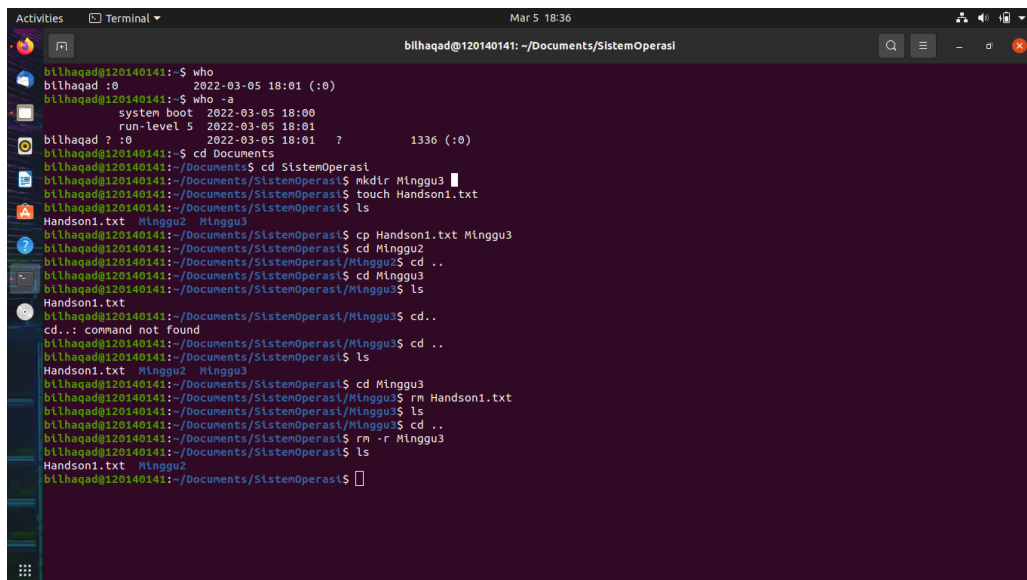 Activities Terminal Mar 5 18:36
bilhaqad@120140141: ~/Documents/SistemOperasi
bilhaqad@120140141:~$ who
bilhaqad :0 2022-03-05 18:01 (:0)
bilhaqad@120140141:~$ who -a
system boot 2022-03-05 18:00
run-level 5 2022-03-05 18:01
bilhaqad ? :0 2022-03-05 18:01 ? 1336 (:0)
bilhaqad@120140141:~$ cd Documents
bilhaqad@120140141:~/Documents$ cd SistemOperasi
bilhaqad@120140141:~/Documents/SistemOperasi$ mkdir Minggu3
bilhaqad@120140141:~/Documents/SistemOperasi$ touch Handson1.txt
bilhaqad@120140141:~/Documents/SistemOperasi$ ls
Handson1.txt Minggu2 Minggu3
bilhaqad@120140141:~/Documents/SistemOperasi$ cp Handson1.txt Minggu3
bilhaqad@120140141:~/Documents/SistemOperasi$ cd Minggu2
bilhaqad@120140141:~/Documents/SistemOperasi/Minggu2$ cd ..
bilhaqad@120140141:~/Documents/SistemOperasi$ cd Minggu3
bilhaqad@120140141:~/Documents/SistemOperasi/Minggu3$ ls
Handson1.txt
bilhaqad@120140141:~/Documents/SistemOperasi/Minggu3$ cd..
cd..: command not found
bilhaqad@120140141:~/Documents/SistemOperasi/Minggu3$ cd ..
bilhaqad@120140141:~/Documents/SistemOperasi$ ls
Handson1.txt Minggu2 Minggu3
bilhaqad@120140141:~/Documents/SistemOperasi$ cd Minggu3
bilhaqad@120140141:~/Documents/SistemOperasi/Minggu3$ rm Handson1.txt
bilhaqad@120140141:~/Documents/SistemOperasi/Minggu3$ ls
bilhaqad@120140141:~/Documents/SistemOperasi/Minggu3$ cd ..
bilhaqad@120140141:~/Documents/SistemOperasi$ rm -r Minggu3
bilhaqad@120140141:~/Documents/SistemOperasi$ ls
Handson1.txt Minggu2
bilhaqad@120140141:~/Documents/SistemOperasi$